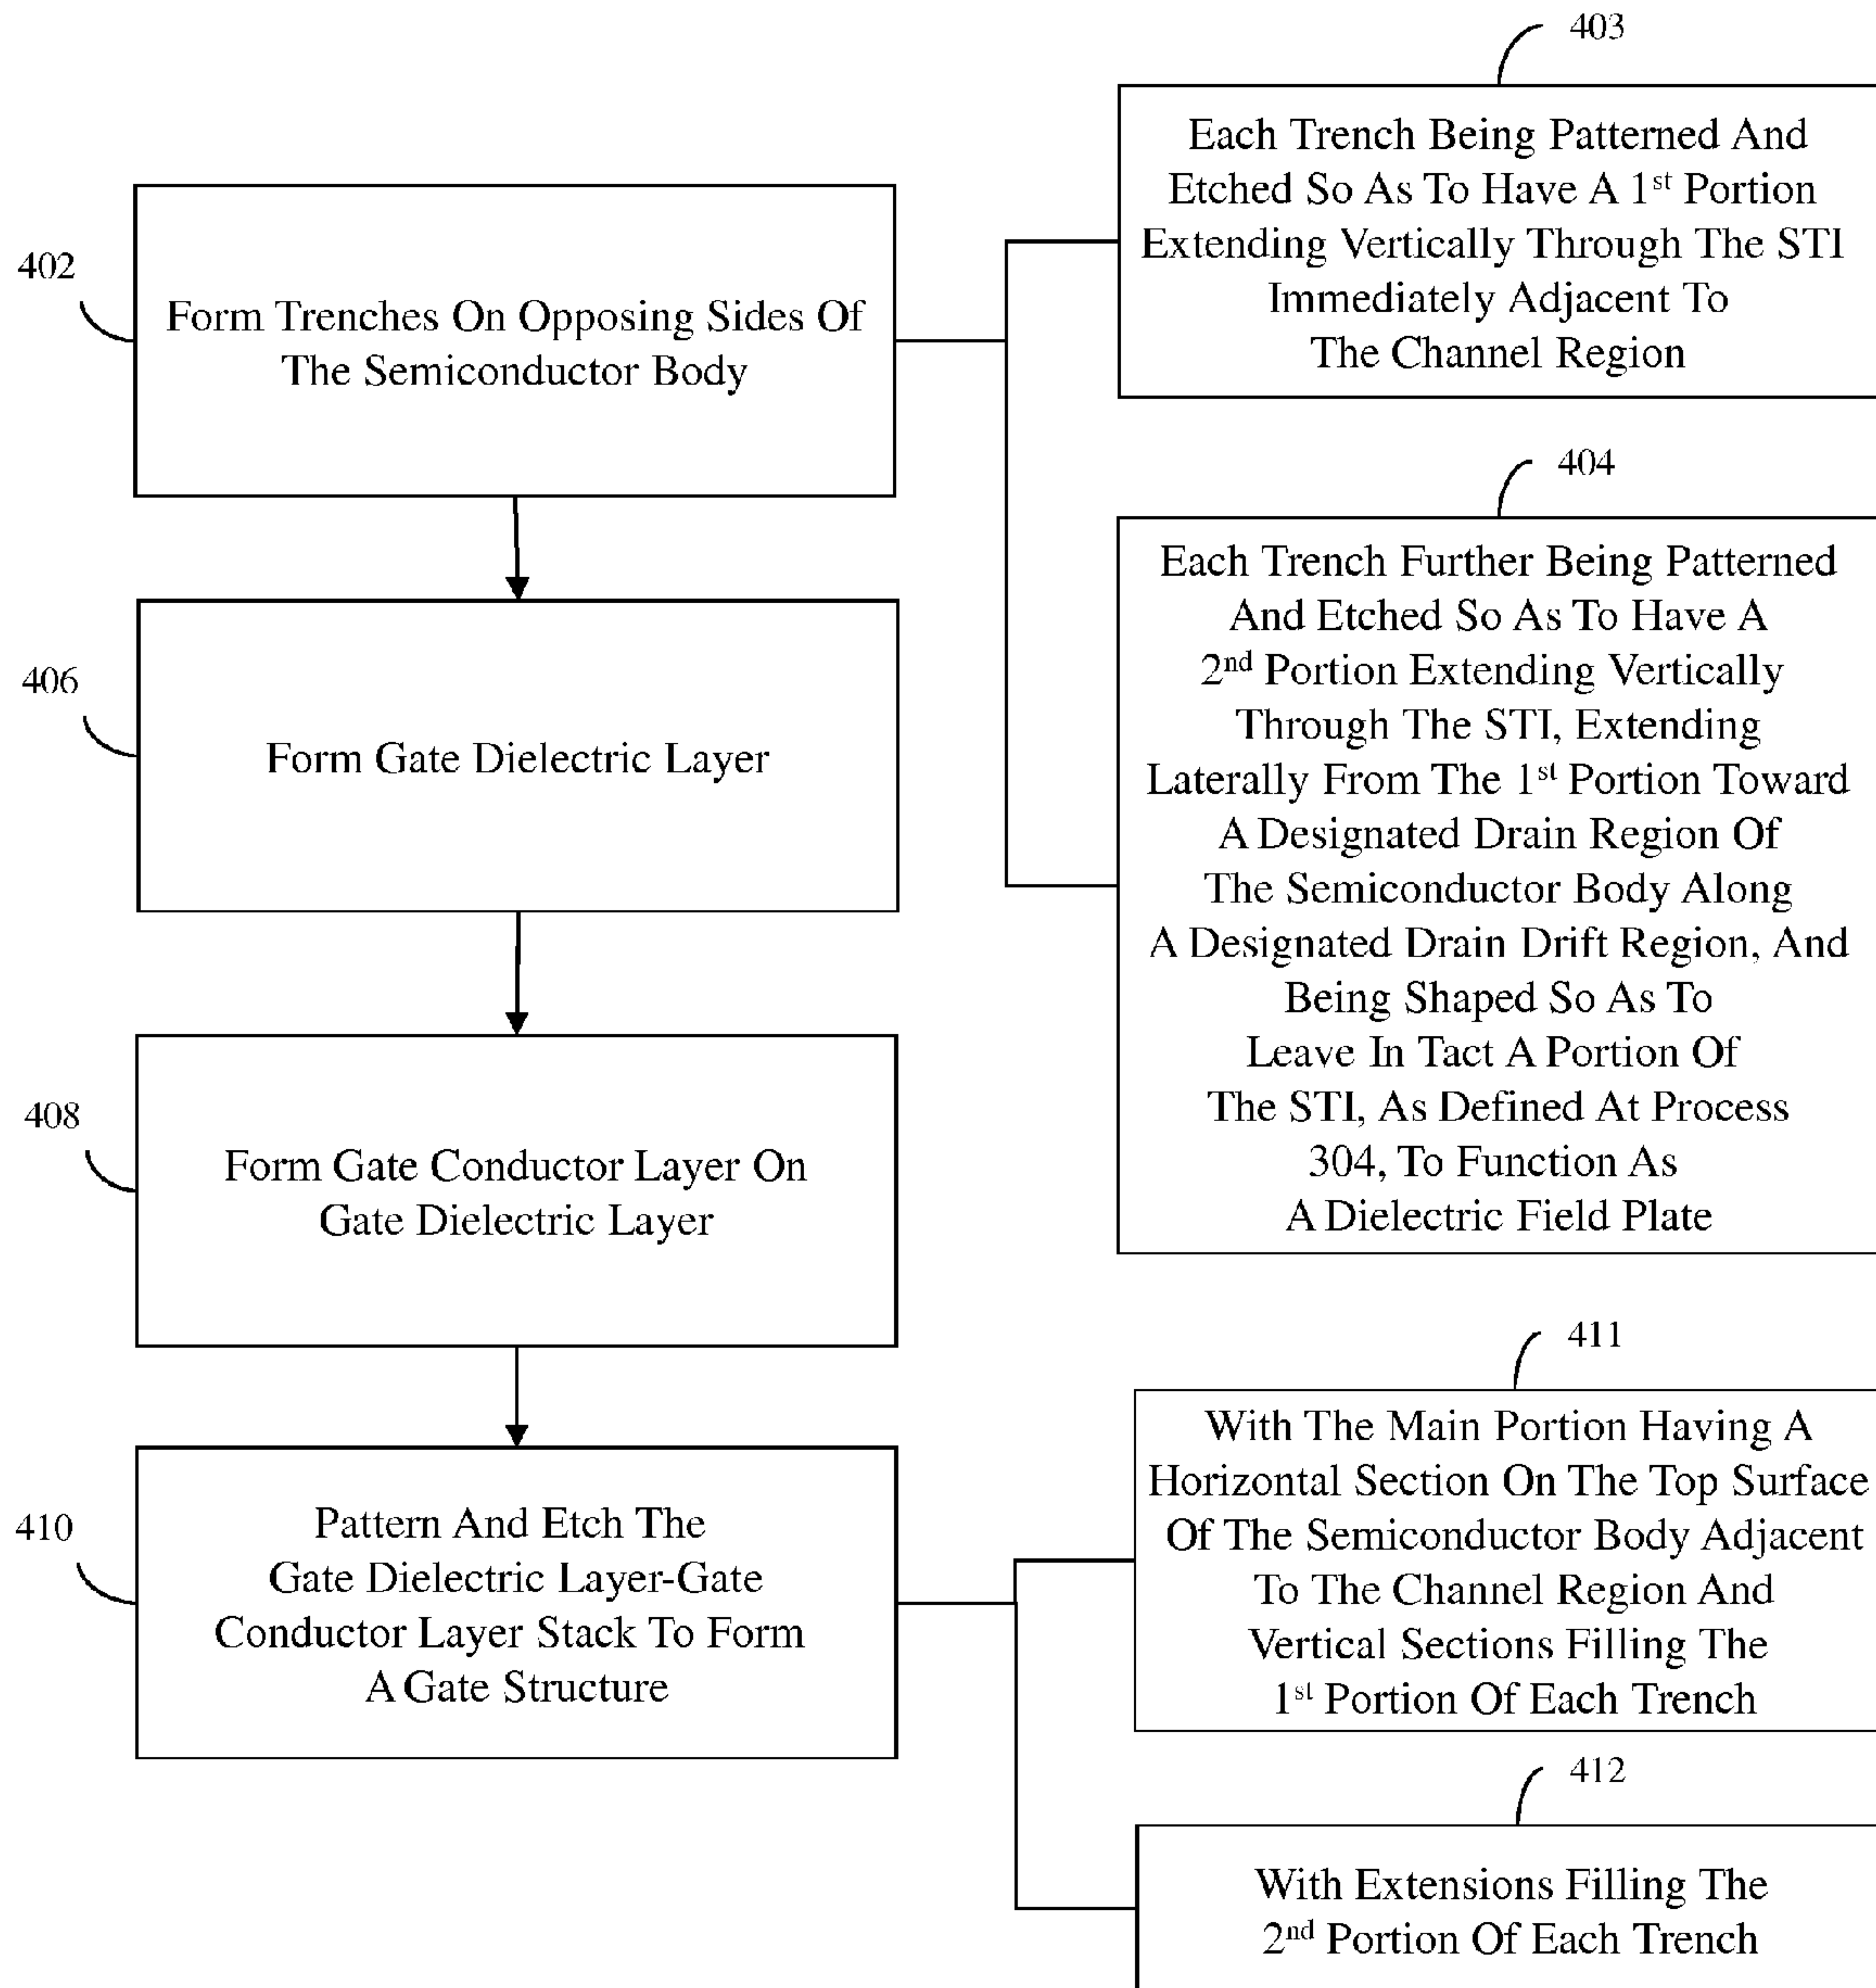 403
Each Trench Being Patterned And
Etched So As To Have A 1st Portion
Extending Vertically Through The STI
Immediately Adjacent To
The Channel Region
402
Form Trenches On Opposing Sides Of
The Semiconductor Body
404
Each Trench Further Being Patterned
And Etched So As To Have A
2nd Portion Extending Vertically
Through The STI, Extending
Laterally From The 1st Portion Toward
A Designated Drain Region Of
The Semiconductor Body Along
A Designated Drain Drift Region, And
Being Shaped So As To
Leave In Tact A Portion Of
The STI, As Defined At Process
304, To Function As
A Dielectric Field Plate
406
Form Gate Dielectric Layer
408
Form Gate Conductor Layer On
Gate Dielectric Layer
410
Pattern And Etch The
Gate Dielectric Layer-Gate
Conductor Layer Stack To Form
A Gate Structure
411
With The Main Portion Having A
Horizontal Section On The Top Surface
Of The Semiconductor Body Adjacent
To The Channel Region And
Vertical Sections Filling The
1st Portion Of Each Trench
412
With Extensions Filling The
2nd Portion Of Each Trench